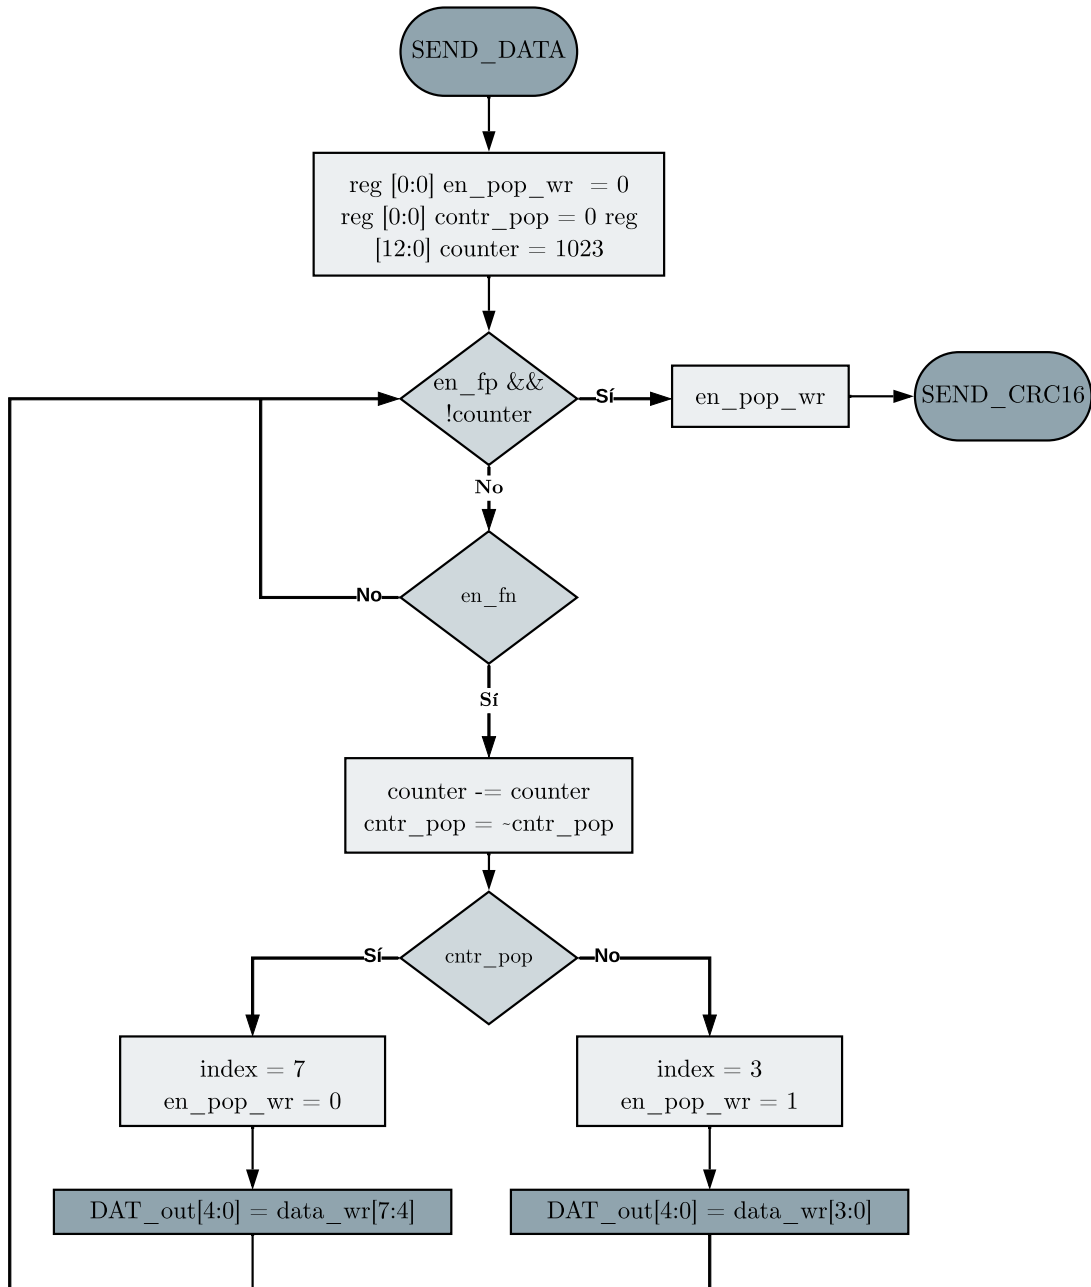 SEND_DATA
reg [0:0] en_pop_wr = 0
reg [0:0] contr_pop = 0 reg
[12:0] counter = 1023
en_fp &&
!counter
Sí
en_pop_wr
SEND_CRC16
No
en_fn
No
Sí
counter -= counter
cntr_pop = ~cntr_pop
cntr_pop
Sí
No
index = 7
en_pop_wr = 0
index = 3
en_pop_wr = 1
DAT_out[4:0] = data_wr[7:4]
DAT_out[4:0] = data_wr[3:0]